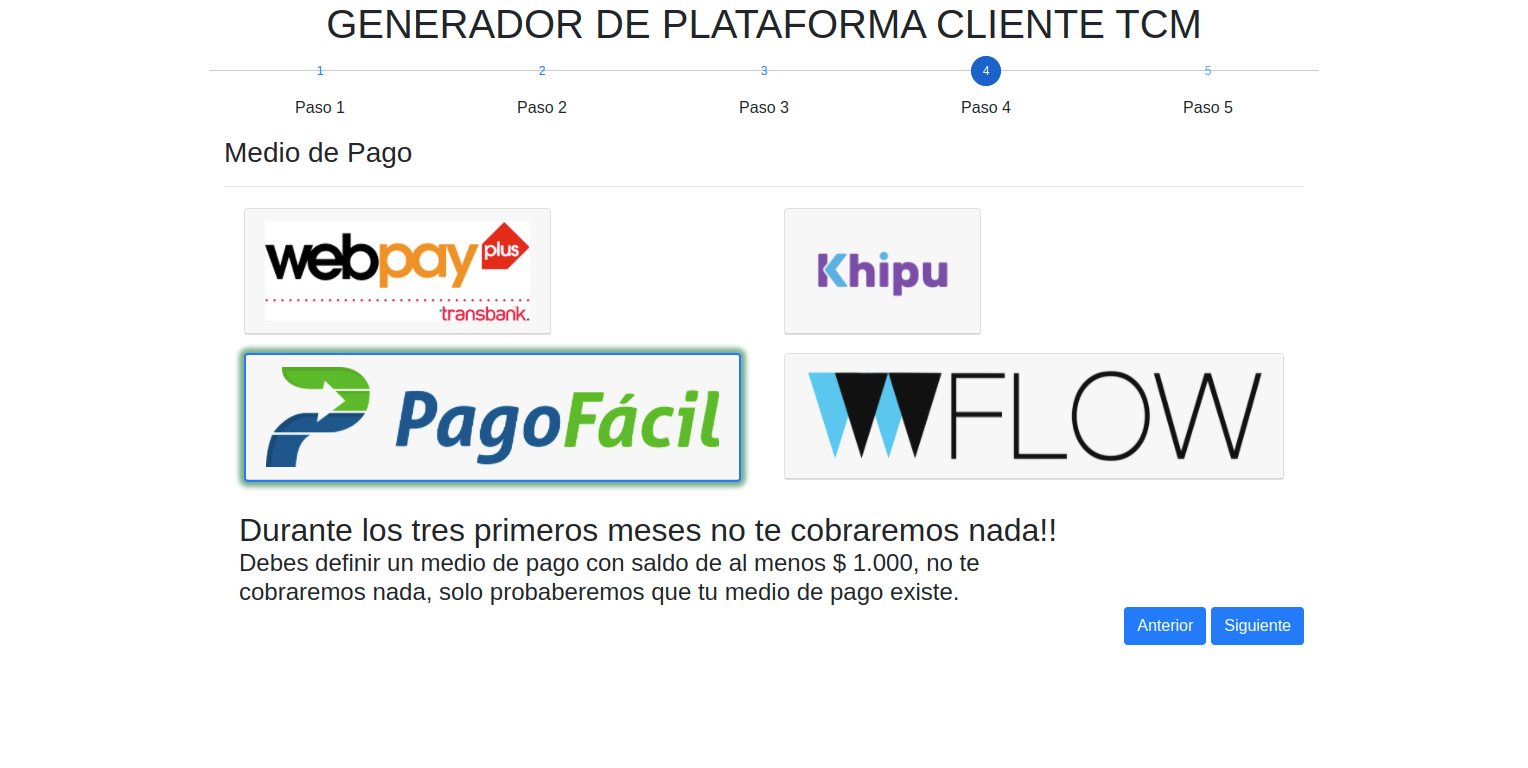 GENERADOR DE PLATAFORMA CLIENTE TCM
1 2 3 4 5
Paso 1 Paso 2 Paso 3 Paso 4 Paso 5
Medio de Pago
webpay plus
transbank.
Khipu
PagoFácil
FLOW
Durante los tres primeros meses no te cobraremos nada!!
Debes definir un medio de pago con saldo de al menos $ 1.000, no te
cobraremos nada, solo probaberemos que tu medio de pago existe.
Anterior Siguiente